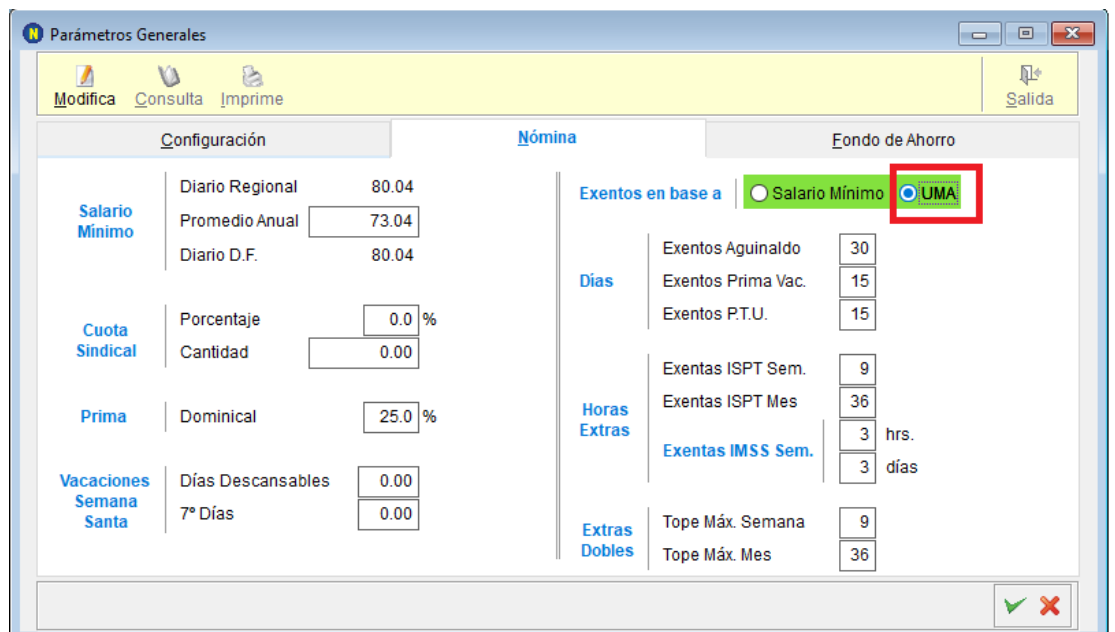 N Parámetros Generales
Modifica Consulta Imprime Salida
Configuración Nómina Fondo de Ahorro
Salario Mínimo
Diario Regional 80.04
Promedio Anual 73.04
Diario D.F. 80.04
Cuota Sindical
Porcentaje 0.0 %
Cantidad 0.00
Prima
Dominical 25.0 %
Vacaciones Semana Santa
Días Descansables 0.00
7º Días 0.00
Exentos en base a Salario Mínimo UMA
Días
Exentos Aguinaldo 30
Exentos Prima Vac. 15
Exentos P.T.U. 15
Horas Extras
Exentas ISPT Sem. 9
Exentas ISPT Mes 36
Exentas IMSS Sem.
3 hrs.
3 días
Extras Dobles
Tope Máx. Semana 9
Tope Máx. Mes 36